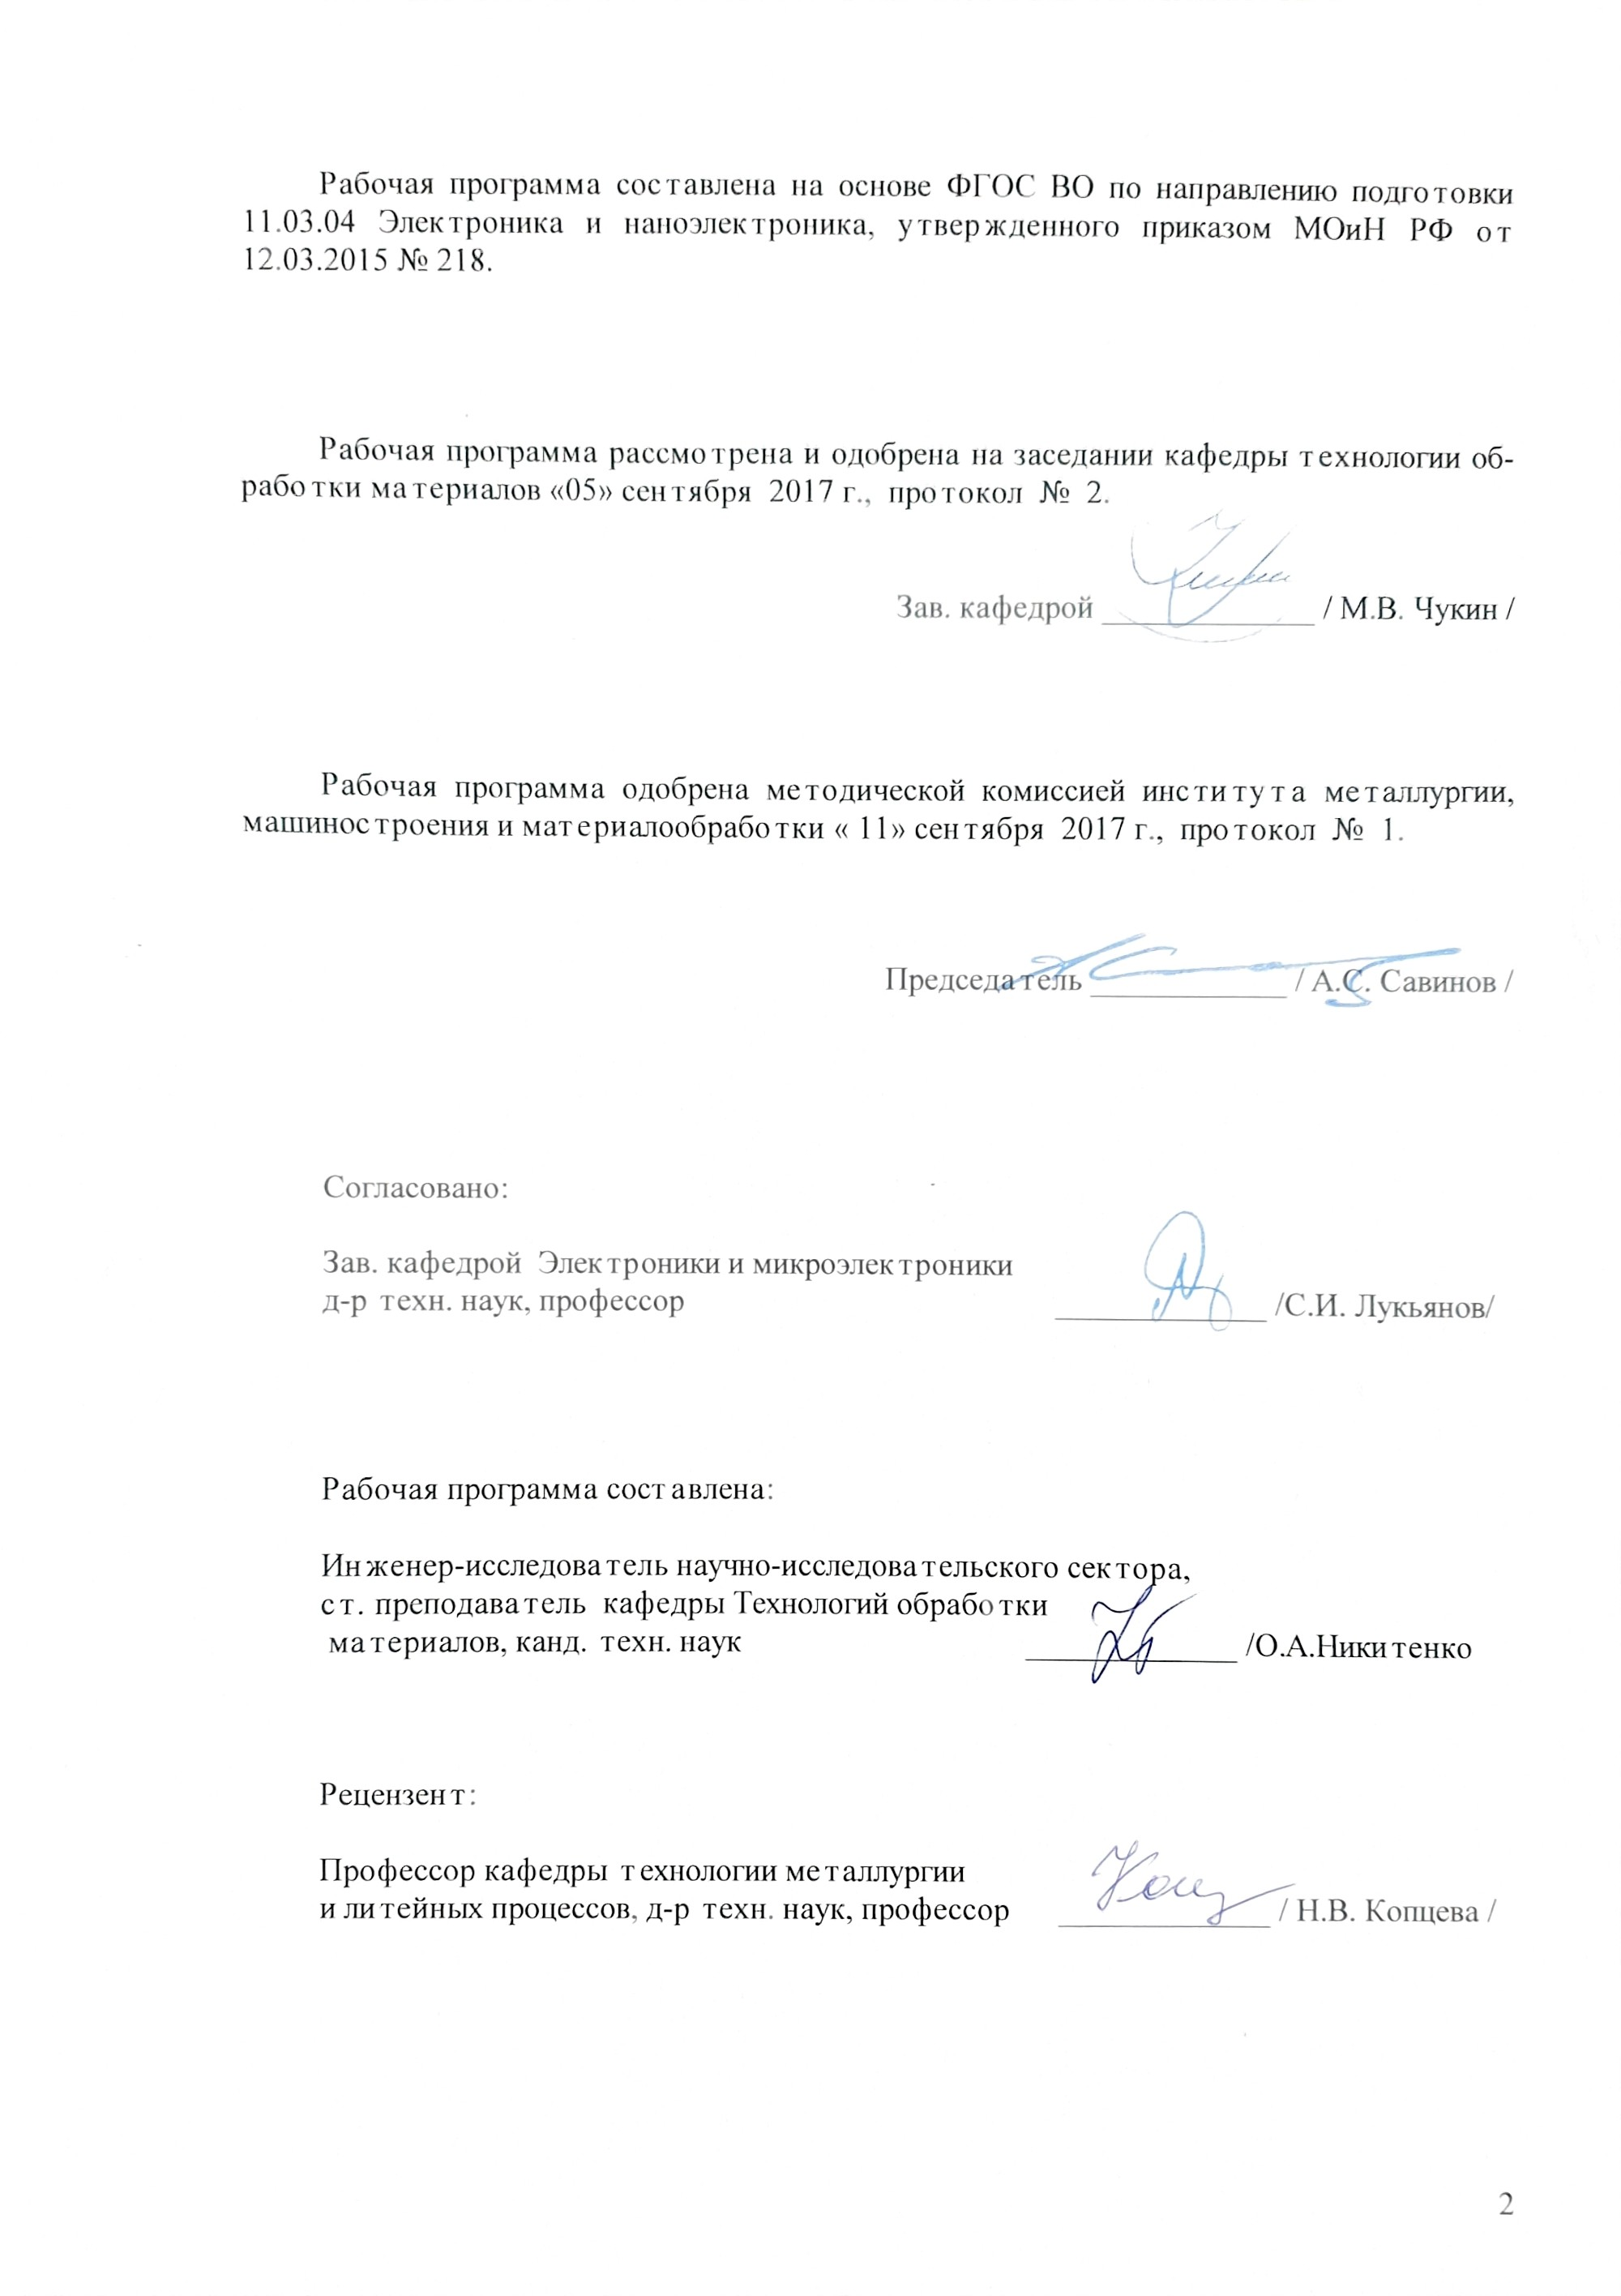 Рабочая программа составлена на основе ФГОС ВО по направлению подготовки
11.03.04 Электроника и наноэлектроника, утвержденного приказом МОиН РФ от
12.03.2015 № 218.
Рабочая программа рассмотрена и одобрена на заседании кафедры технологии об-
работки материалов «05» сентября 2017 г., протокол № 2.
Зав. кафедрой ______________ / М.В. Чукин /
Рабочая программа одобрена методической комиссией института металлургии,
машиностроения и материалообработки « 11» сентября 2017 г., протокол № 1.
Председатель _____________ / А.С. Савинов /
Согласовано:
Зав. кафедрой Электроники и микроэлектроники
д-р техн. наук, профессор ______________ /С.И. Лукьянов/
Рабочая программа составлена:
Инженер-исследователь научно-исследовательского сектора,
ст. преподаватель кафедры Технологий обработки
материалов, канд. техн. наук ______________ /О.А.Никитенко
Рецензент:
Профессор кафедры технологии металлургии
и литейных процессов, д-р техн. наук, профессор ______________ / Н.В. Копцева /
2